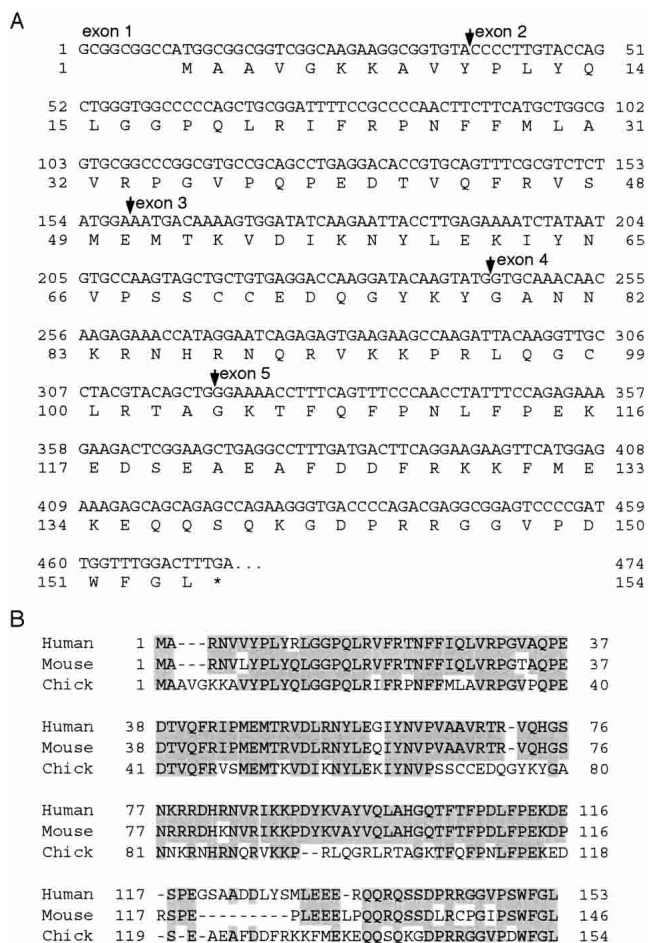 A
exon 1 exon 2
1 GCGGCGGCCATGGCGGCGGTCGGCAAGAAGGCGGTGTACCCCTTGTACCAG 51
1 M A A V G K K A V Y P L Y Q 14
52 CTGGGTGGCCCCCAGCTGCGGATTTTCCGCCCCAACTTCTTCATGCTGGCG 102
15 L G G P Q L R I F R P N F F M L A 31
103 GTGCGGCCCGGCGTGCCGCAGCCTGAGGACACCGTGCAGTTTCGCGTCTCT 153
32 V R P G V P Q P E D T V Q F R V S 48
exon 3
154 ATGGAAATGACAAAAGTGGATATCAAGAATTACCTTGAGAAAATCTATAAT 204
49 M E M T K V D I K N Y L E K I Y N 65
exon 4
205 GTGCCAAGTAGCTGCTGTGAGGACCAAGGATACAAGTATGGTGCAAACAAC 255
66 V P S S C C E D Q G Y K Y G A N N 82
256 AAGAGAAACCATAGGAATCAGAGAGTGAAGAAGCCAAGATTACAAGGTTGC 306
83 K R N H R N Q R V K K P R L Q G C 99
exon 5
307 CTACGTACAGCTGGGAAAACCTTTCAGTTTCCCAACCTATTTCCAGAGAAA 357
100 L R T A G K T F Q F P N L F P E K 116
358 GAAGACTCGGAAGCTGAGGCCTTTGATGACTTCAGGAAGAAGTTCATGGAG 408
117 E D S E A E A F D D F R K K F M E 133
409 AAAGAGCAGCAGAGCCAGAAGGGTGACCCCAGACGAGGCGGAGTCCCCGAT 459
134 K E Q Q S Q K G D P R R G G V P D 150
460 TGGTTTGGACTTTGA... 474
151 W F G L * 154
B
Human 1 MA---RNVVYPLYRLGGPQLRVFRTNFFIQLVRPGVAQPE 37
Mouse 1 MA---RNVLYPLYQLGGPQLRVFRTNFFIQLVRPGTAQPE 37
Chick 1 MAAVGKKAVYPLYQLGGPQLRIFRPNFFMLAVRPGVPQPE 40
Human 38 DTVQFRIPMEMTRVDLRNYLEGIYNVPVAAVRTR-VQHGS 76
Mouse 38 DTVQFRIPMEMTRVDLRNYLEQIYNVPVAAVRTR-VQHGS 76
Chick 41 DTVQFRVSMEMTKVDIKNYLEKIYNVPSSCCEDQGYKYGA 80
Human 77 NKRRDHRNVRIKKPDYKVAYVQLAHGQTFTFPDLFPEKDE 116
Mouse 77 NRRRDHKNVRIKKPDYKVAYVQLAHGQTFTFPDLFPEKDP 116
Chick 81 NNKRNHRNQRVKKP--RLQGRLRTAGKTFQFPNLFPEKED 118
Human 117 -SPEGSAADDLYSMLEEE-RQQRQSSDPRRGGVPSWFGL 153
Mouse 117 RSPE---------PLEEELPQQRQSSDLRCPGIPSWFGL 146
Chick 119 -S-E-AEAFDDFRKKFMEKEQQSQKGDPRRGGVPDWFGL 154